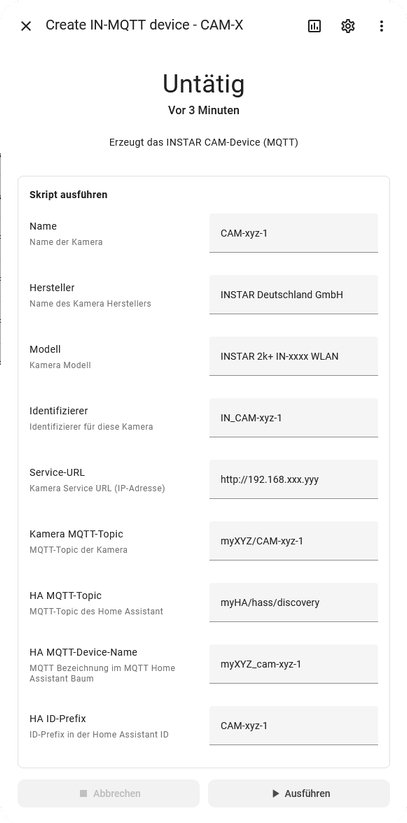 Create IN-MQTT device - CAM-X
Untätig
Vor 3 Minuten
Erzeugt das INSTAR CAM-Device (MQTT)
Skript ausführen
Name
Name der Kamera
CAM-xyz-1
Hersteller
Name des Kamera Herstellers
INSTAR Deutschland GmbH
Modell
Kamera Modell
INSTAR 2k+ IN-xxxx WLAN
Identifizierer
Identifizierer für diese Kamera
IN_CAM-xyz-1
Service-URL
Kamera Service URL (IP-Adresse)
http://192.168.xxx.yyy
Kamera MQTT-Topic
MQTT-Topic der Kamera
myXYZ/CAM-xyz-1
HA MQTT-Topic
MQTT-Topic des Home Assistant
myHA/hass/discovery
HA MQTT-Device-Name
MQTT Bezeichnung im MQTT Home
Assistant Baum
myXYZ_cam-xyz-1
HA ID-Prefix
ID-Prefix in der Home Assistant ID
CAM-xyz-1
Abbrechen
Ausführen